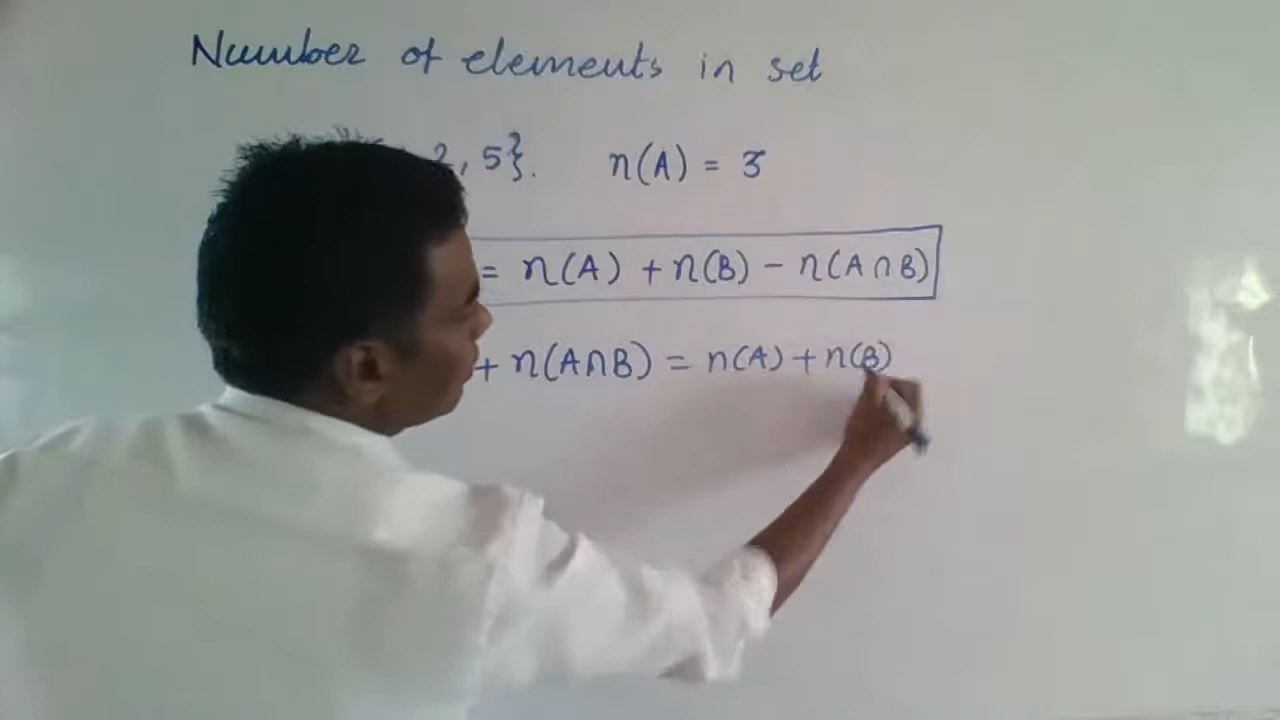 Number of elements in set
2, 5}. n(A) = 3
= n(A) + n(B) - n(A∩B)
+ n(A∩B) = n(A) + n(B)